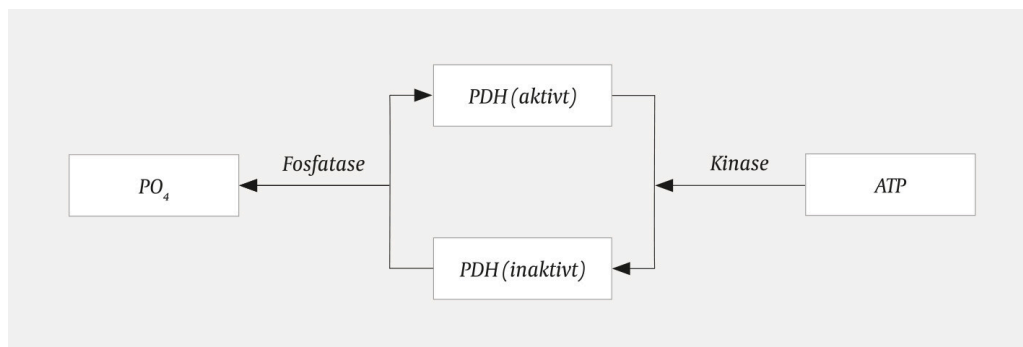 PDH (aktivt)
Fosfatase
Kinase
PO₄
ATP
PDH (inaktivt)